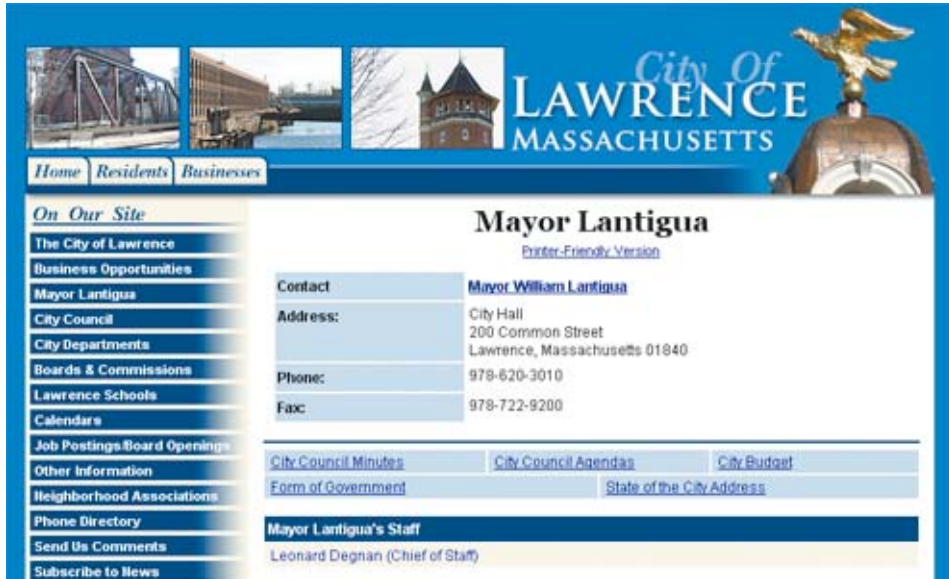 City Of
LAWRENCE
MASSACHUSETTS
Home Residents Businesses
On Our Site
The City of Lawrence
Business Opportunities
Mayor Lantigua
City Council
City Departments
Boards & Commissions
Lawrence Schools
Calendars
Job Postings/Board Openings
Other Information
Neighborhood Associations
Phone Directory
Send Us Comments
Subscribe to News
Mayor Lantigua
Printer-Friendly Version
Contact Mayor William Lantigua
Address: City Hall
200 Common Street
Lawrence, Massachusetts 01840
Phone: 978-620-3010
Fax: 978-722-9200
City Council Minutes City Council Agendas City Budget
Form of Government State of the City Address
Mayor Lantigua's Staff
Leonard Degnan (Chief of Staff)